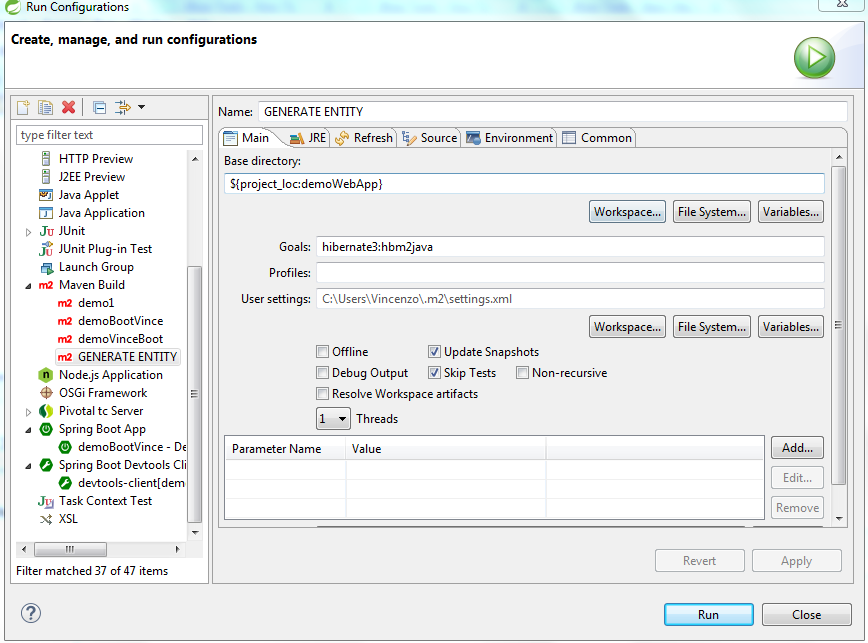 Run Configurations
Create, manage, and run configurations
type filter text
HTTP Preview
J2EE Preview
Java Applet
Java Application
Ju JUnit
JUnit Plug-in Test
Launch Group
m2 Maven Build
m2 demo1
m2 demoBootVince
m2 demoVinceBoot
m2 GENERATE ENTITY
n Node.js Application
OSGi Framework
Pivotal tc Server
Spring Boot App
demoBootVince - De
Spring Boot Devtools Cli
devtools-client[dem
Ju Task Context Test
XSL
Filter matched 37 of 47 items
Name: GENERATE ENTITY
Main JRE Refresh Source Environment Common
Base directory:
${project_loc:demoWebApp}
Workspace... File System... Variables...
Goals: hibernate3:hbm2java
Profiles:
User settings: C:\Users\Vincenzo\.m2\settings.xml
Workspace... File System... Variables...
Offline Update Snapshots
Debug Output Skip Tests Non-recursive
Resolve Workspace artifacts
1 Threads
Parameter Name Value
Add...
Edit...
Remove
Revert Apply
? Run Close